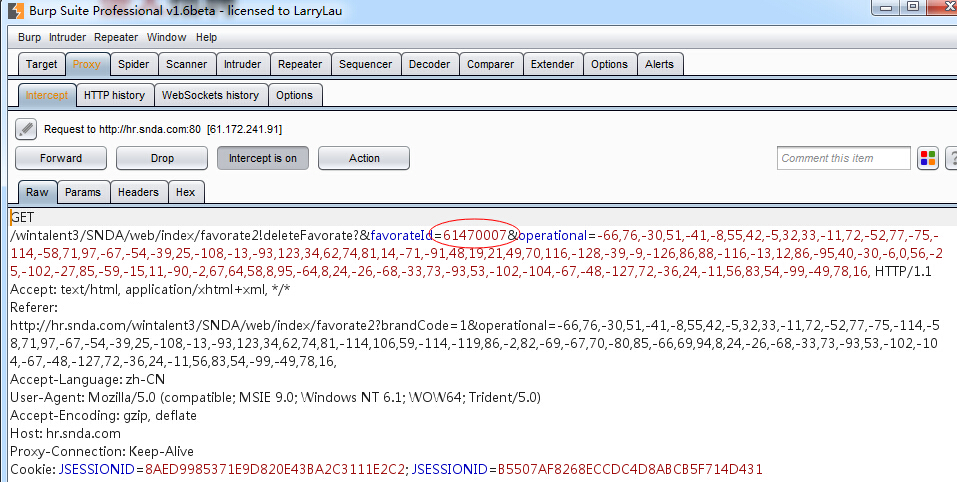 Burp Suite Professional v1.6beta - licensed to LarryLau
Burp Intruder Repeater Window Help
Target Proxy Spider Scanner Intruder Repeater Sequencer Decoder Comparer Extender Options Alerts
Intercept HTTP history WebSockets history Options
Request to http://hr.snda.com:80 [61.172.241.91]
Forward Drop Intercept is on Action Comment this item ?
Raw Params Headers Hex
GET
/wintalent3/SNDA/web/index/favorate2!deleteFavorate?&favorateId=61470007&operational=-66,76,-30,51,-41,-8,55,42,-5,32,33,-11,72,-52,77,-75,-
114,-58,71,97,-67,-54,-39,25,-108,-13,-93,123,34,62,74,81,14,-71,-91,48,19,21,49,70,116,-128,-39,-9,-126,86,88,-116,-13,12,86,-95,40,-30,-6,0,56,-2
5,-102,-27,85,-59,-15,11,-90,-2,67,64,58,8,95,-64,8,24,-26,-68,-33,73,-93,53,-102,-104,-67,-48,-127,72,-36,24,-11,56,83,54,-99,-49,78,16, HTTP/1.1
Accept: text/html, application/xhtml+xml, */*
Referer:
http://hr.snda.com/wintalent3/SNDA/web/index/favorate2?brandCode=1&operational=-66,76,-30,51,-41,-8,55,42,-5,32,33,-11,72,-52,77,-75,-114,-5
8,71,97,-67,-54,-39,25,-108,-13,-93,123,34,62,74,81,-114,106,59,-114,-119,86,-2,82,-69,-67,70,-80,85,-66,69,94,8,24,-26,-68,-33,73,-93,53,-102,-10
4,-67,-48,-127,72,-36,24,-11,56,83,54,-99,-49,78,16,
Accept-Language: zh-CN
User-Agent: Mozilla/5.0 (compatible; MSIE 9.0; Windows NT 6.1; WOW64; Trident/5.0)
Accept-Encoding: gzip, deflate
Host: hr.snda.com
Proxy-Connection: Keep-Alive
Cookie: JSESSIONID=8AED9985371E9D820E43BA2C3111E2C2; JSESSIONID=B5507AF8268ECCDC4D8ABCB5F714D431